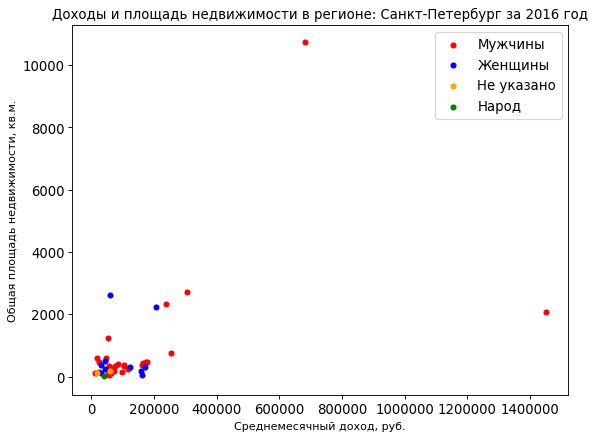 Доходы и площадь недвижимости в регионе: Санкт-Петербург за 2016 год
Мужчины
Женщины
Не указано
Народ
Общая площадь недвижимости, кв.м.
10000
8000
6000
4000
2000
0
0
200000
400000
600000
800000
1000000
1200000
1400000
Среднемесячный доход, руб.